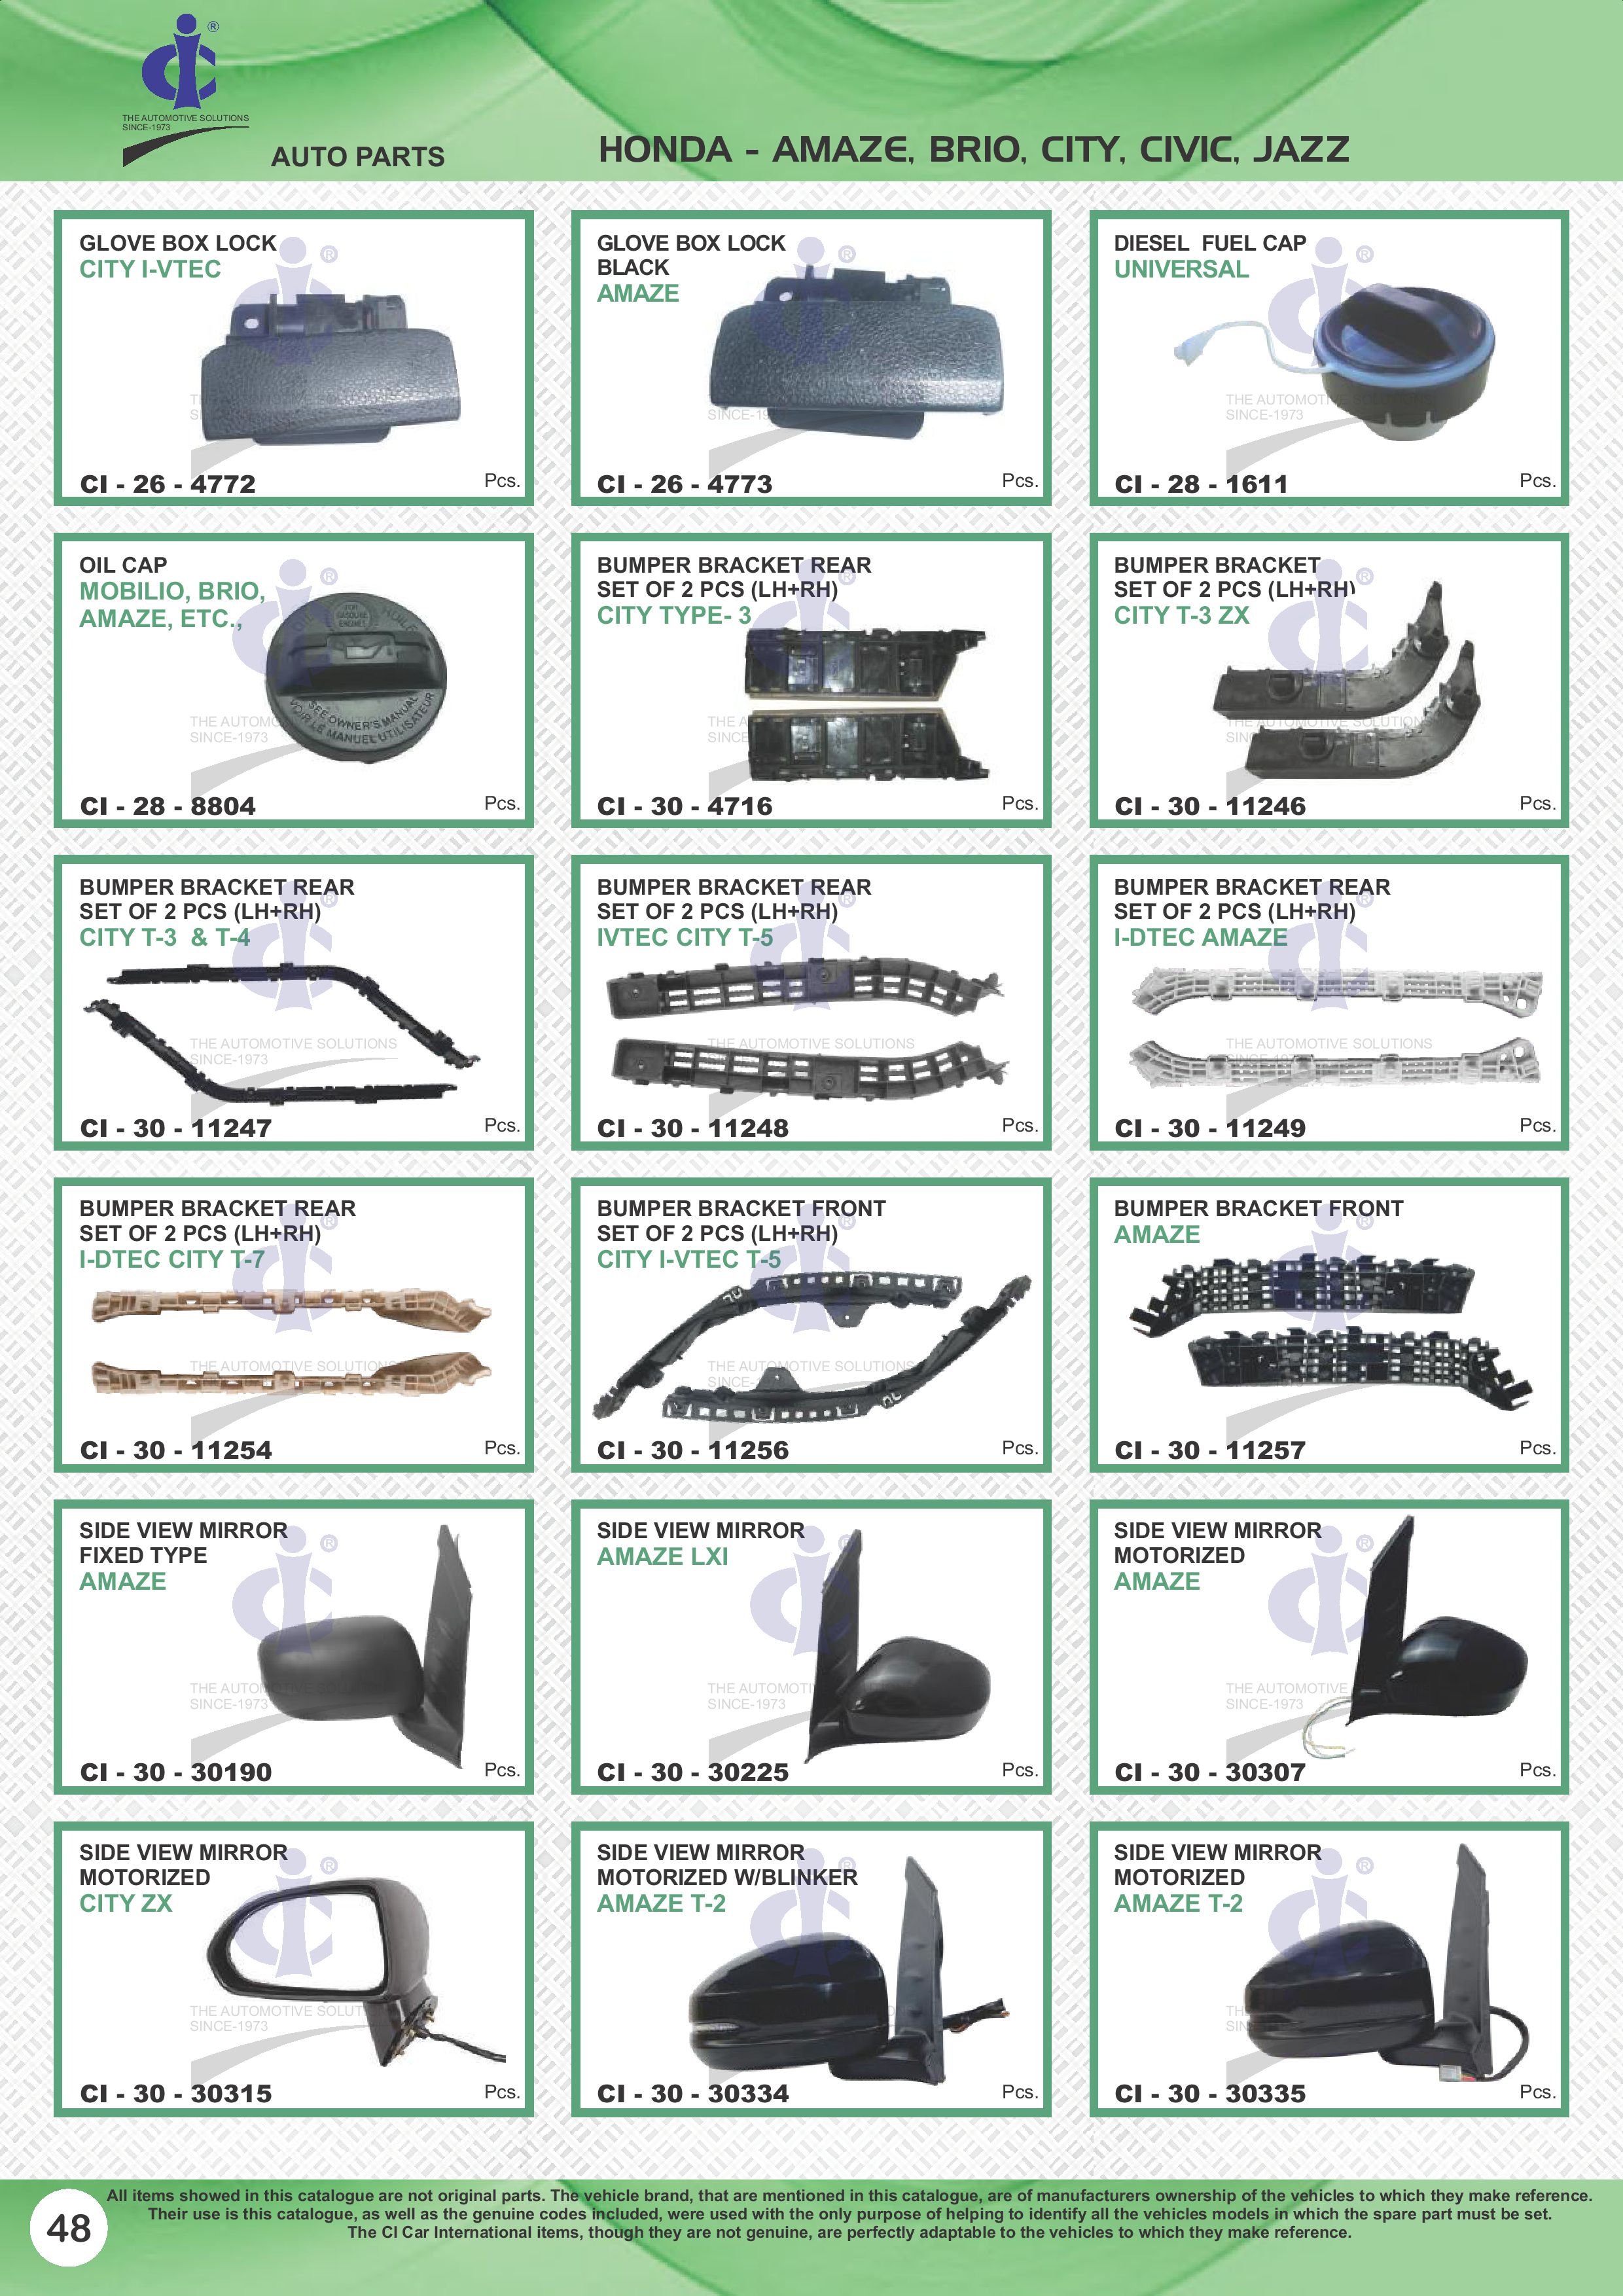 ®
THE AUTOMOTIVE SOLUTIONS
SINCE-1973
AUTO PARTS
HONDA - AMAZE, BRIO, CITY, CIVIC, JAZZ
GLOVE BOX LOCK
CITY I-VTEC
CI - 26 - 4772
Pcs.
GLOVE BOX LOCK
BLACK
AMAZE
CI - 26 - 4773
Pcs.
DIESEL FUEL CAP
UNIVERSAL
CI - 28 - 1611
Pcs.
OIL CAP
MOBILIO, BRIO,
AMAZE, ETC.,
FOR
GASOLINE
ENGINES
SEE OWNER'S MANUAL
VOIR LE MANUEL UTILISATEUR
CI - 28 - 8804
Pcs.
BUMPER BRACKET REAR
SET OF 2 PCS (LH+RH)
CITY TYPE- 3
CI - 30 - 4716
Pcs.
BUMPER BRACKET
SET OF 2 PCS (LH+RH)
CITY T-3 ZX
CI - 30 - 11246
Pcs.
BUMPER BRACKET REAR
SET OF 2 PCS (LH+RH)
CITY T-3 & T-4
CI - 30 - 11247
Pcs.
BUMPER BRACKET REAR
SET OF 2 PCS (LH+RH)
IVTEC CITY T-5
CI - 30 - 11248
Pcs.
BUMPER BRACKET REAR
SET OF 2 PCS (LH+RH)
I-DTEC AMAZE
CI - 30 - 11249
Pcs.
BUMPER BRACKET REAR
SET OF 2 PCS (LH+RH)
I-DTEC CITY T-7
CI - 30 - 11254
Pcs.
BUMPER BRACKET FRONT
SET OF 2 PCS (LH+RH)
CITY I-VTEC T-5
CI - 30 - 11256
Pcs.
BUMPER BRACKET FRONT
AMAZE
CI - 30 - 11257
Pcs.
SIDE VIEW MIRROR
FIXED TYPE
AMAZE
CI - 30 - 30190
Pcs.
SIDE VIEW MIRROR
AMAZE LXI
CI - 30 - 30225
Pcs.
SIDE VIEW MIRROR
MOTORIZED
AMAZE
CI - 30 - 30307
Pcs.
SIDE VIEW MIRROR
MOTORIZED
CITY ZX
CI - 30 - 30315
Pcs.
SIDE VIEW MIRROR
MOTORIZED W/BLINKER
AMAZE T-2
CI - 30 - 30334
Pcs.
SIDE VIEW MIRROR
MOTORIZED
AMAZE T-2
CI - 30 - 30335
Pcs.
48
All items showed in this catalogue are not original parts. The vehicle brand, that are mentioned in this catalogue, are of manufacturers ownership of the vehicles to which they make reference.
Their use is this catalogue, as well as the genuine codes included, were used with the only purpose of helping to identify all the vehicles models in which the spare part must be set.
The CI Car International items, though they are not genuine, are perfectly adaptable to the vehicles to which they make reference.